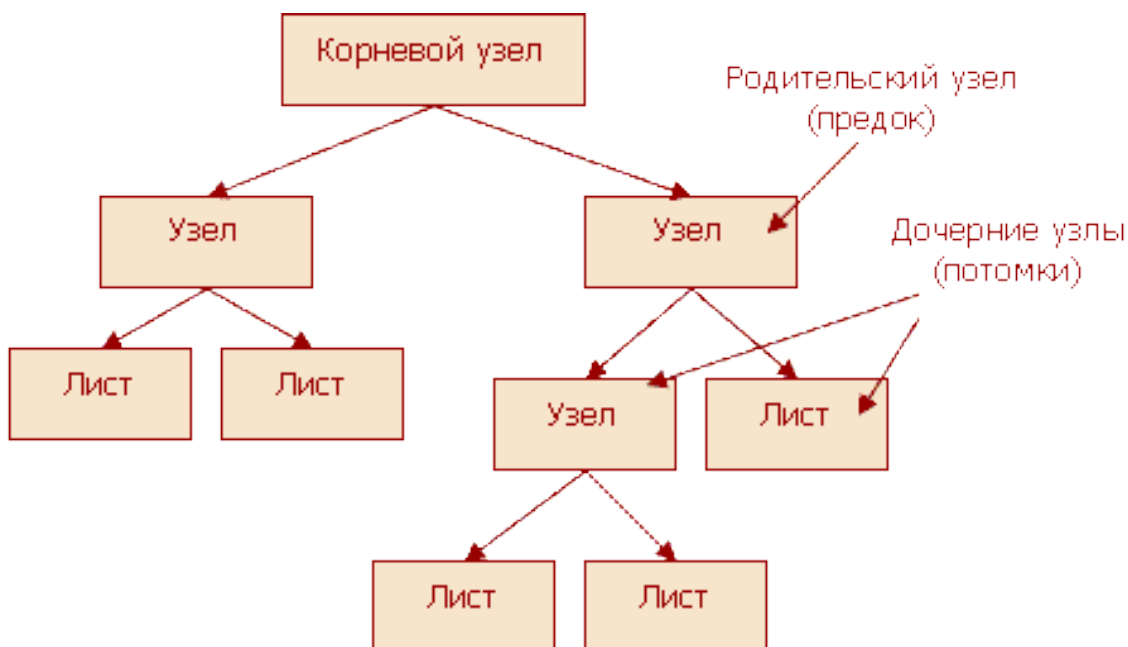 Корневой узел
Родительский узел
(предок)
Узел
Узел
Дочерние узлы
(потомки)
Лист
Лист
Узел
Лист
Лист
Лист